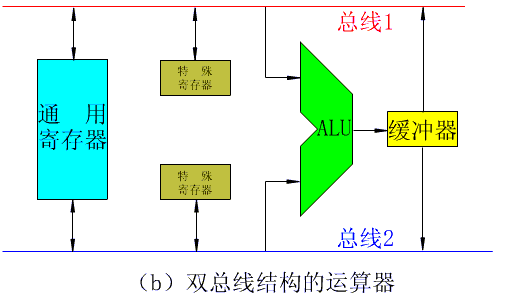 总线1
通 用
寄存器
特 殊
寄存器
ALU
缓冲器
特 殊
寄存器
总线2
（b）双总线结构的运算器